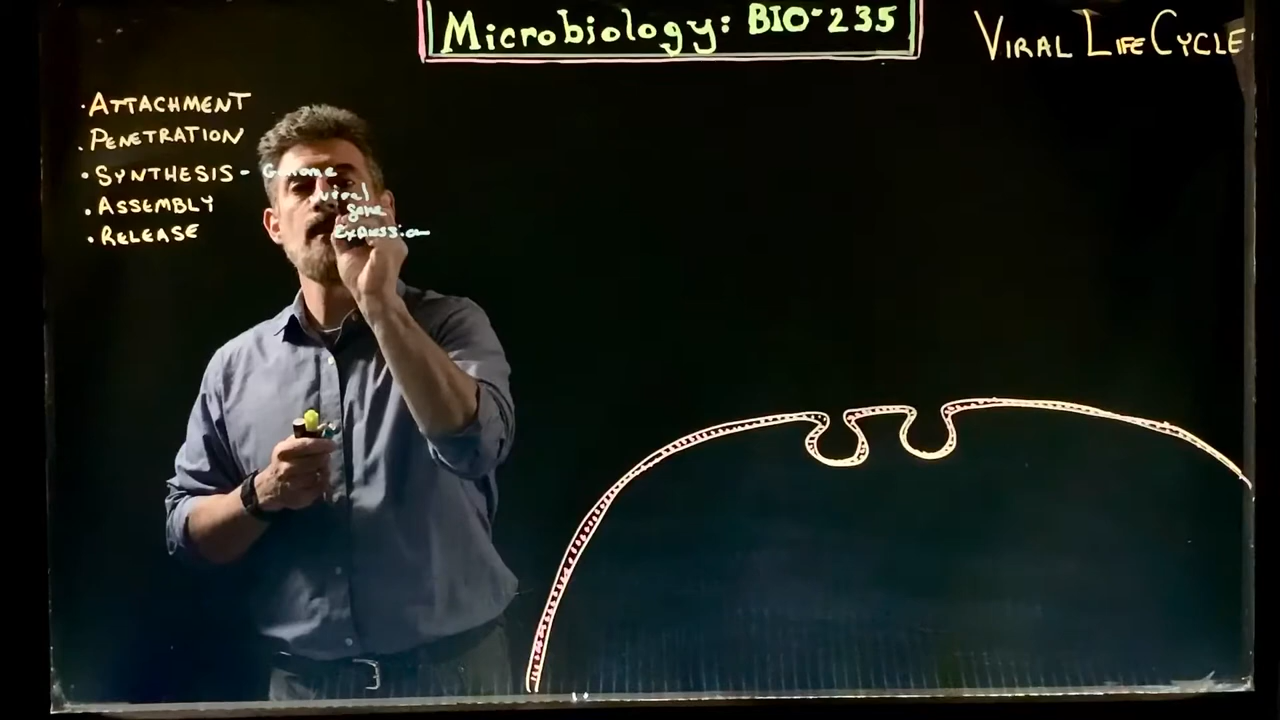 Microbiology: BIO-235
VIRAL LIFE CYCLE
· ATTACHMENT
· PENETRATION
· SYNTHESIS - Genome
viral
gene
Expression
· ASSEMBLY
· RELEASE